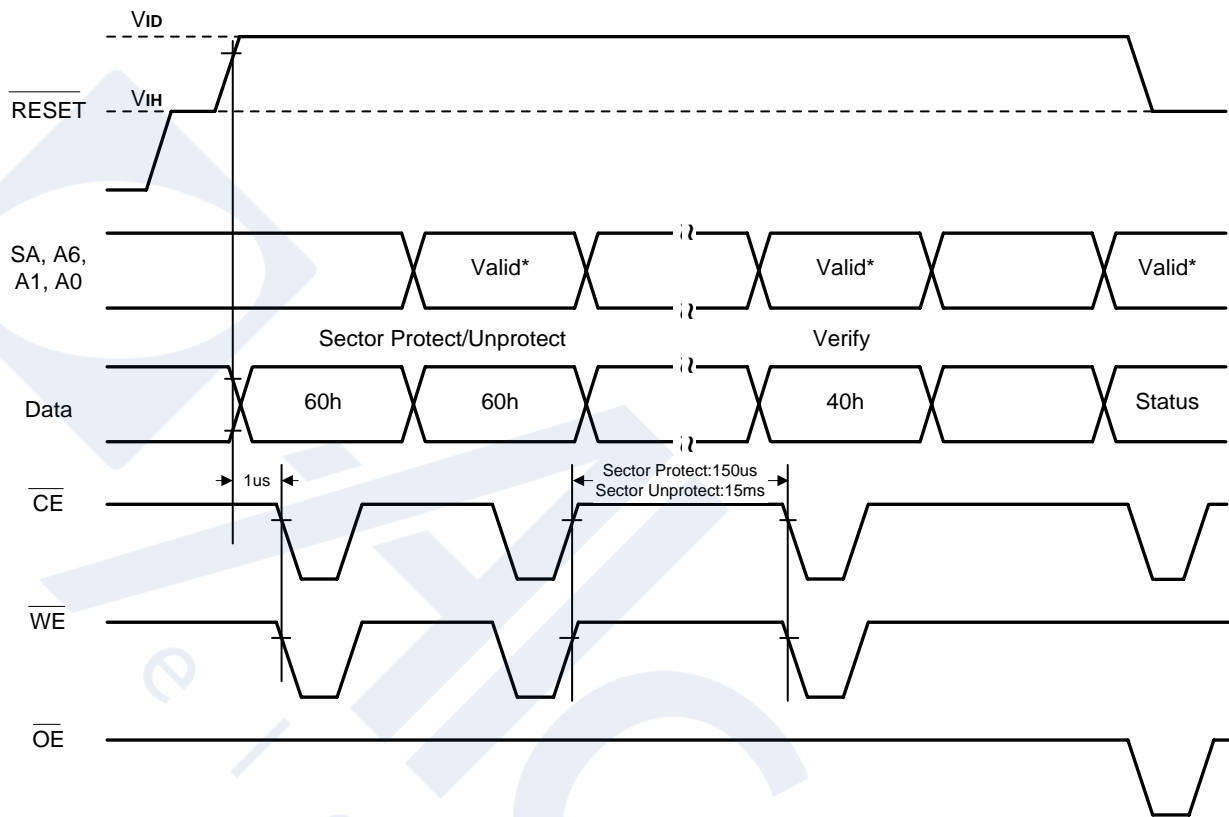 VID
VIH
RESET
SA, A6,
A1, A0
Valid*
Valid*
Valid*
Sector Protect/Unprotect
Verify
Data
60h
60h
40h
Status
1us
Sector Protect:150us
Sector Unprotect:15ms
CE
WE
OE